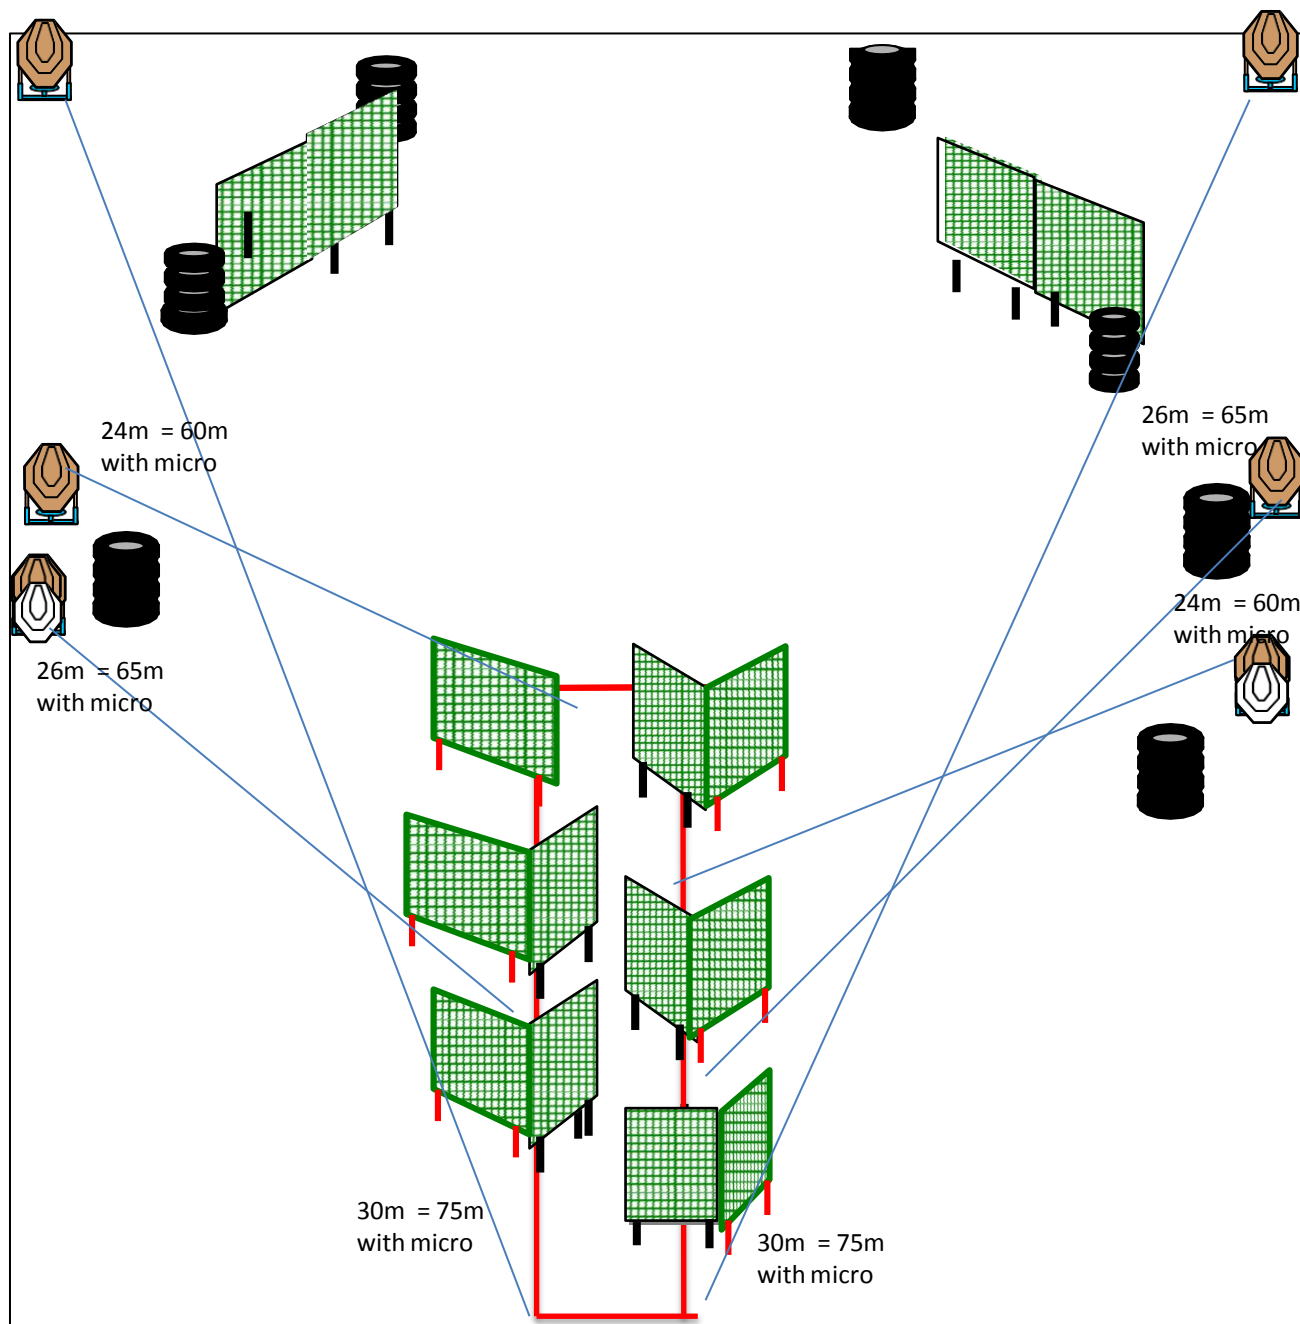 24m  = 60m
with micro
26m  = 65m
with micro
24m  = 60m
with micro
26m  = 65m
with micro
30m  = 75m
with micro
30m  = 75m
with micro